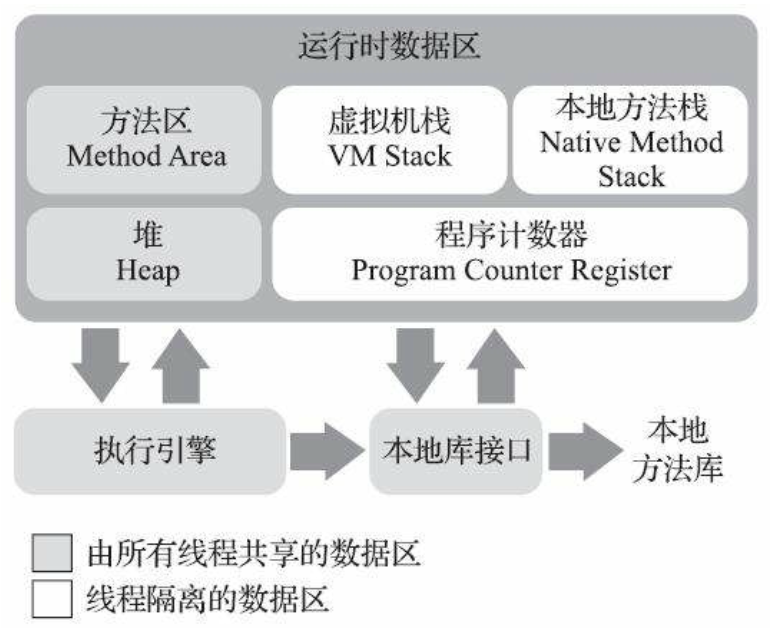 运行时数据区
方法区
Method Area
虚拟机栈
VM Stack
本地方法栈
Native Method
Stack
堆
Heap
程序计数器
Program Counter Register
执行引擎
本地库接口
本地
方法库
由所有线程共享的数据区
线程隔离的数据区